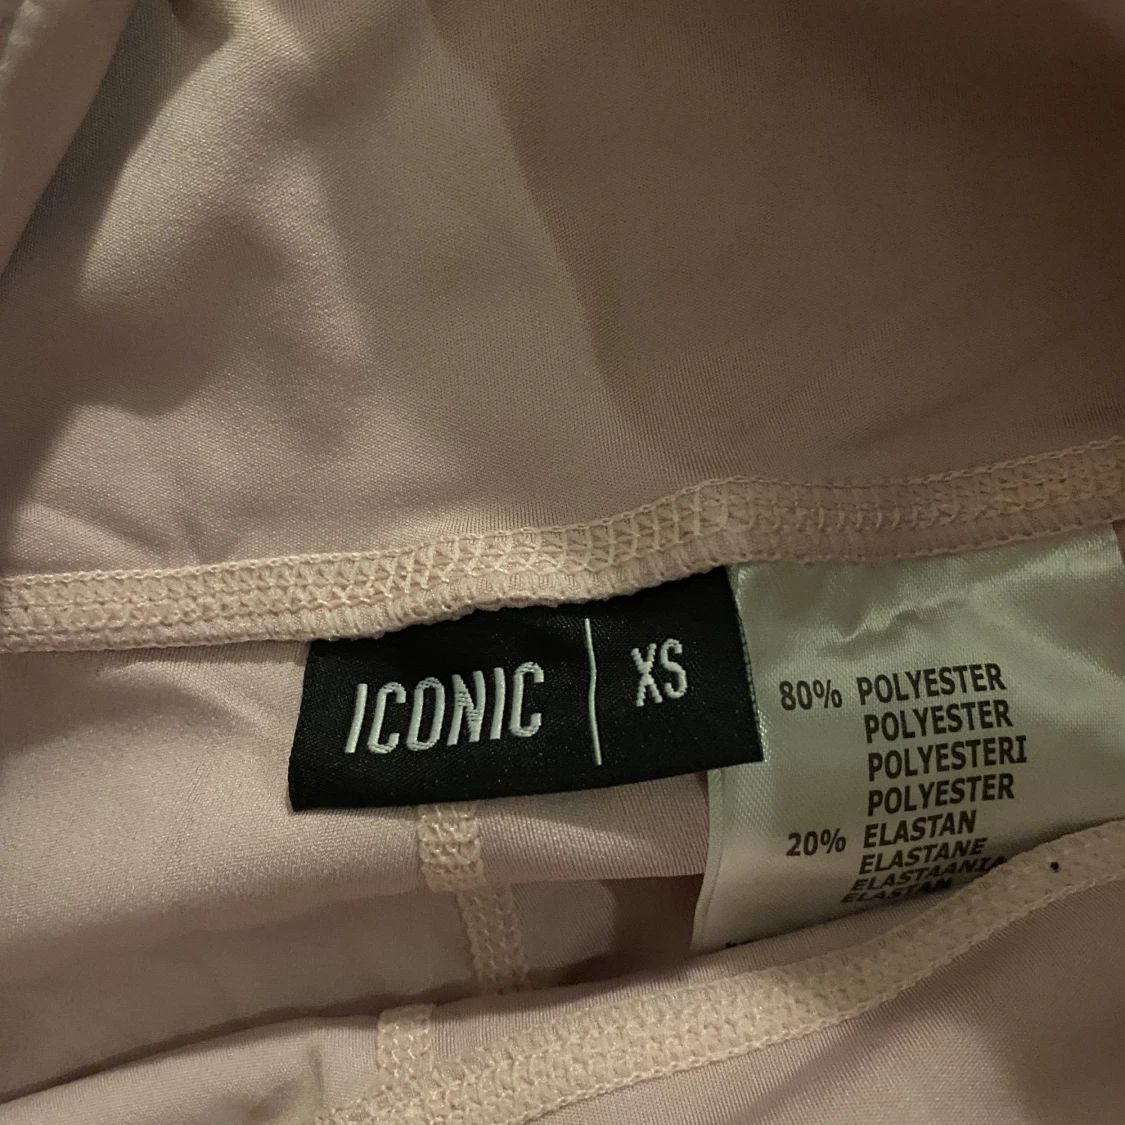 ICONIC | XS
80% POLYESTER
POLYESTER
POLYESTERI
POLYESTER
20% ELASTAN
ELASTANE
ELASTAANIA
ELASTAN